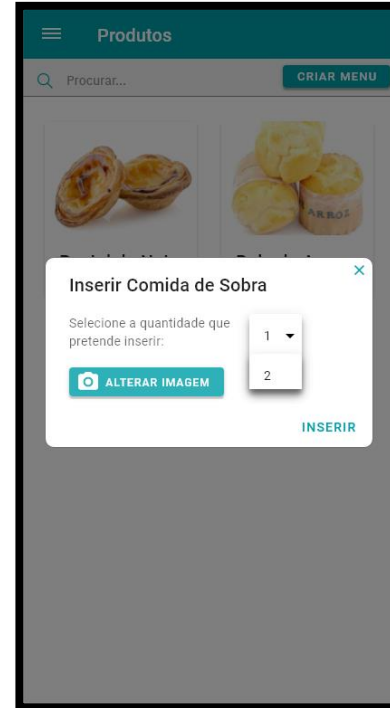 Produtos
Procurar...
CRIAR MENU
ARROZ
Inserir Comida de Sobra
Selecione a quantidade que
pretende inserir:
1
2
ALTERAR IMAGEM
INSERIR